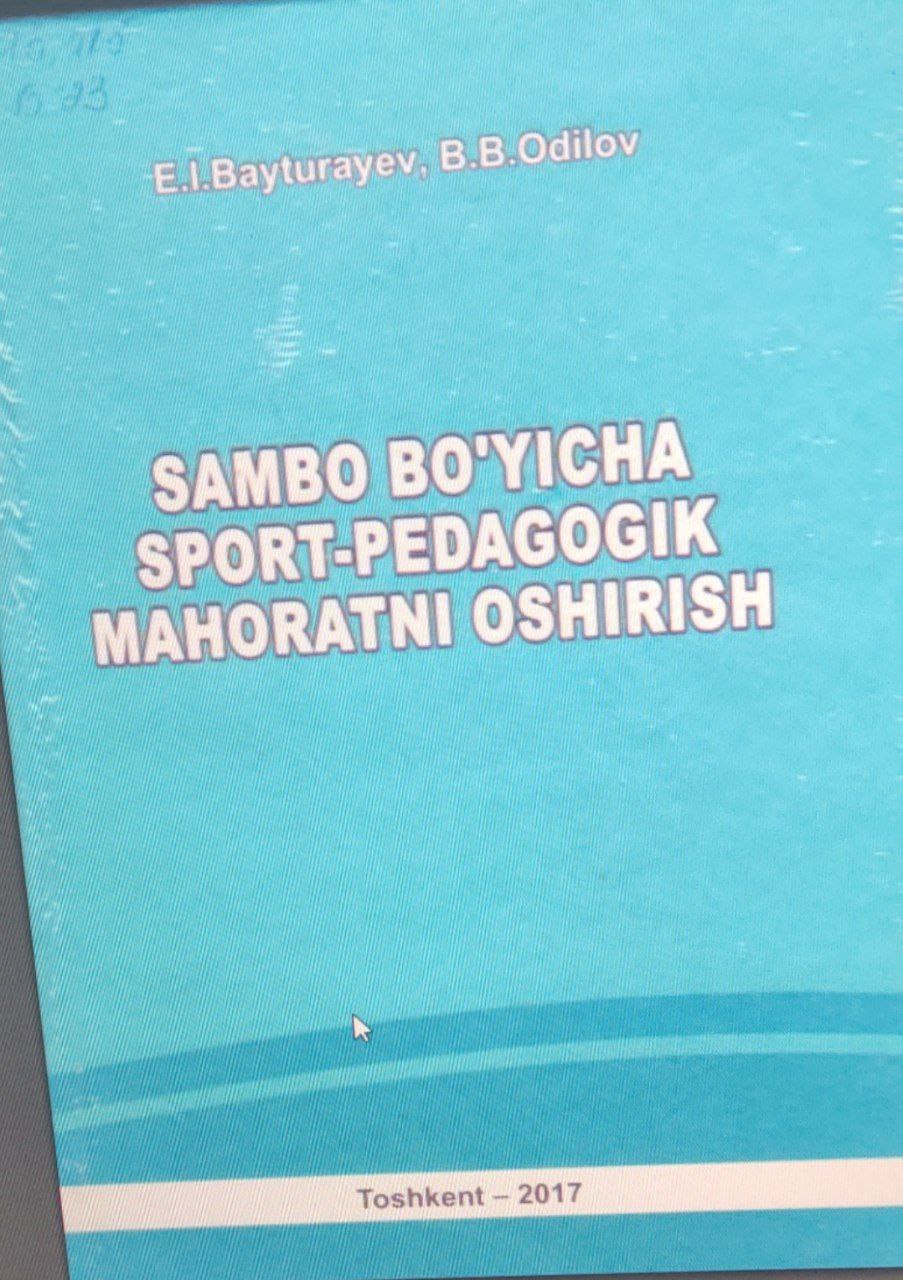 E.I.Bayturayev, B.B.Odilov
SAMBO BO'YICHA
SPORT-PEDAGOGIK
MAHORATNI OSHIRISH
Toshkent – 2017